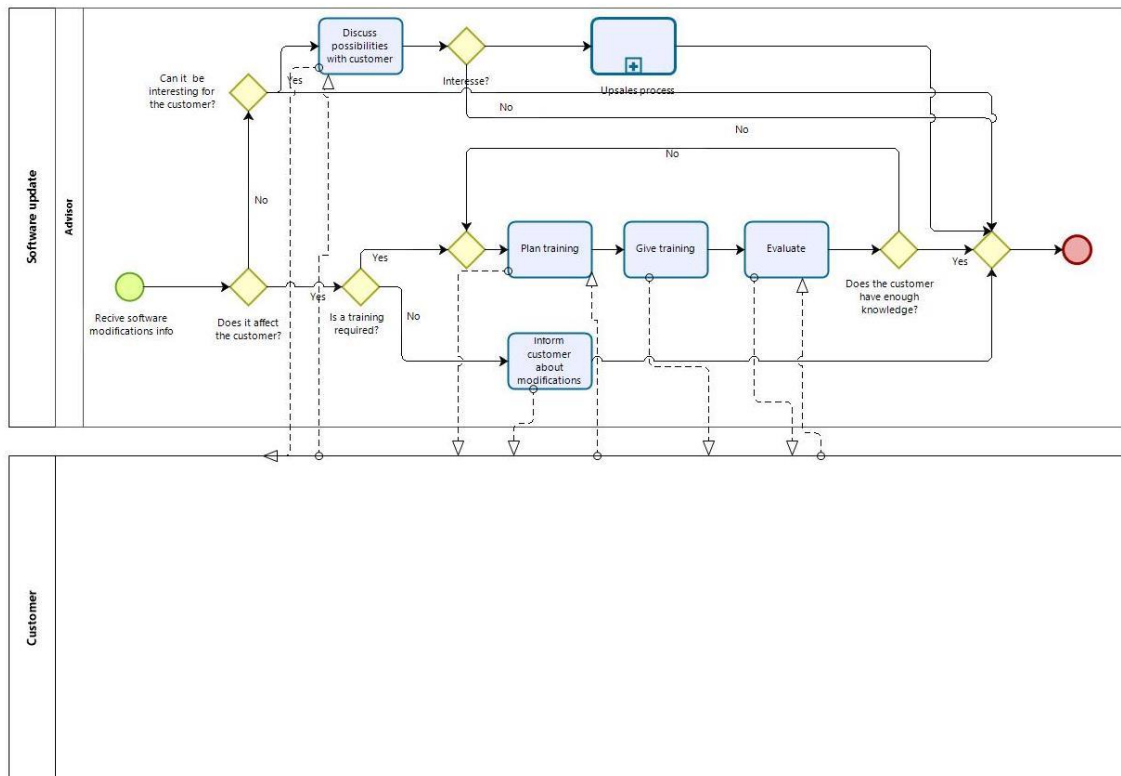 Software update
Advisor
Discuss
possibilities
with customer
Can it be
interesting for
the customer?
Yes
Interesse?
Upsales process
No
No
No
No
Plan training
Give training
Evaluate
Yes
Yes
Does the customer
have enough
knowledge?
Recive software
modifications info
Does it affect
the customer?
Yes
Is a training
required?
No
Inform
customer
about
modifications
Customer